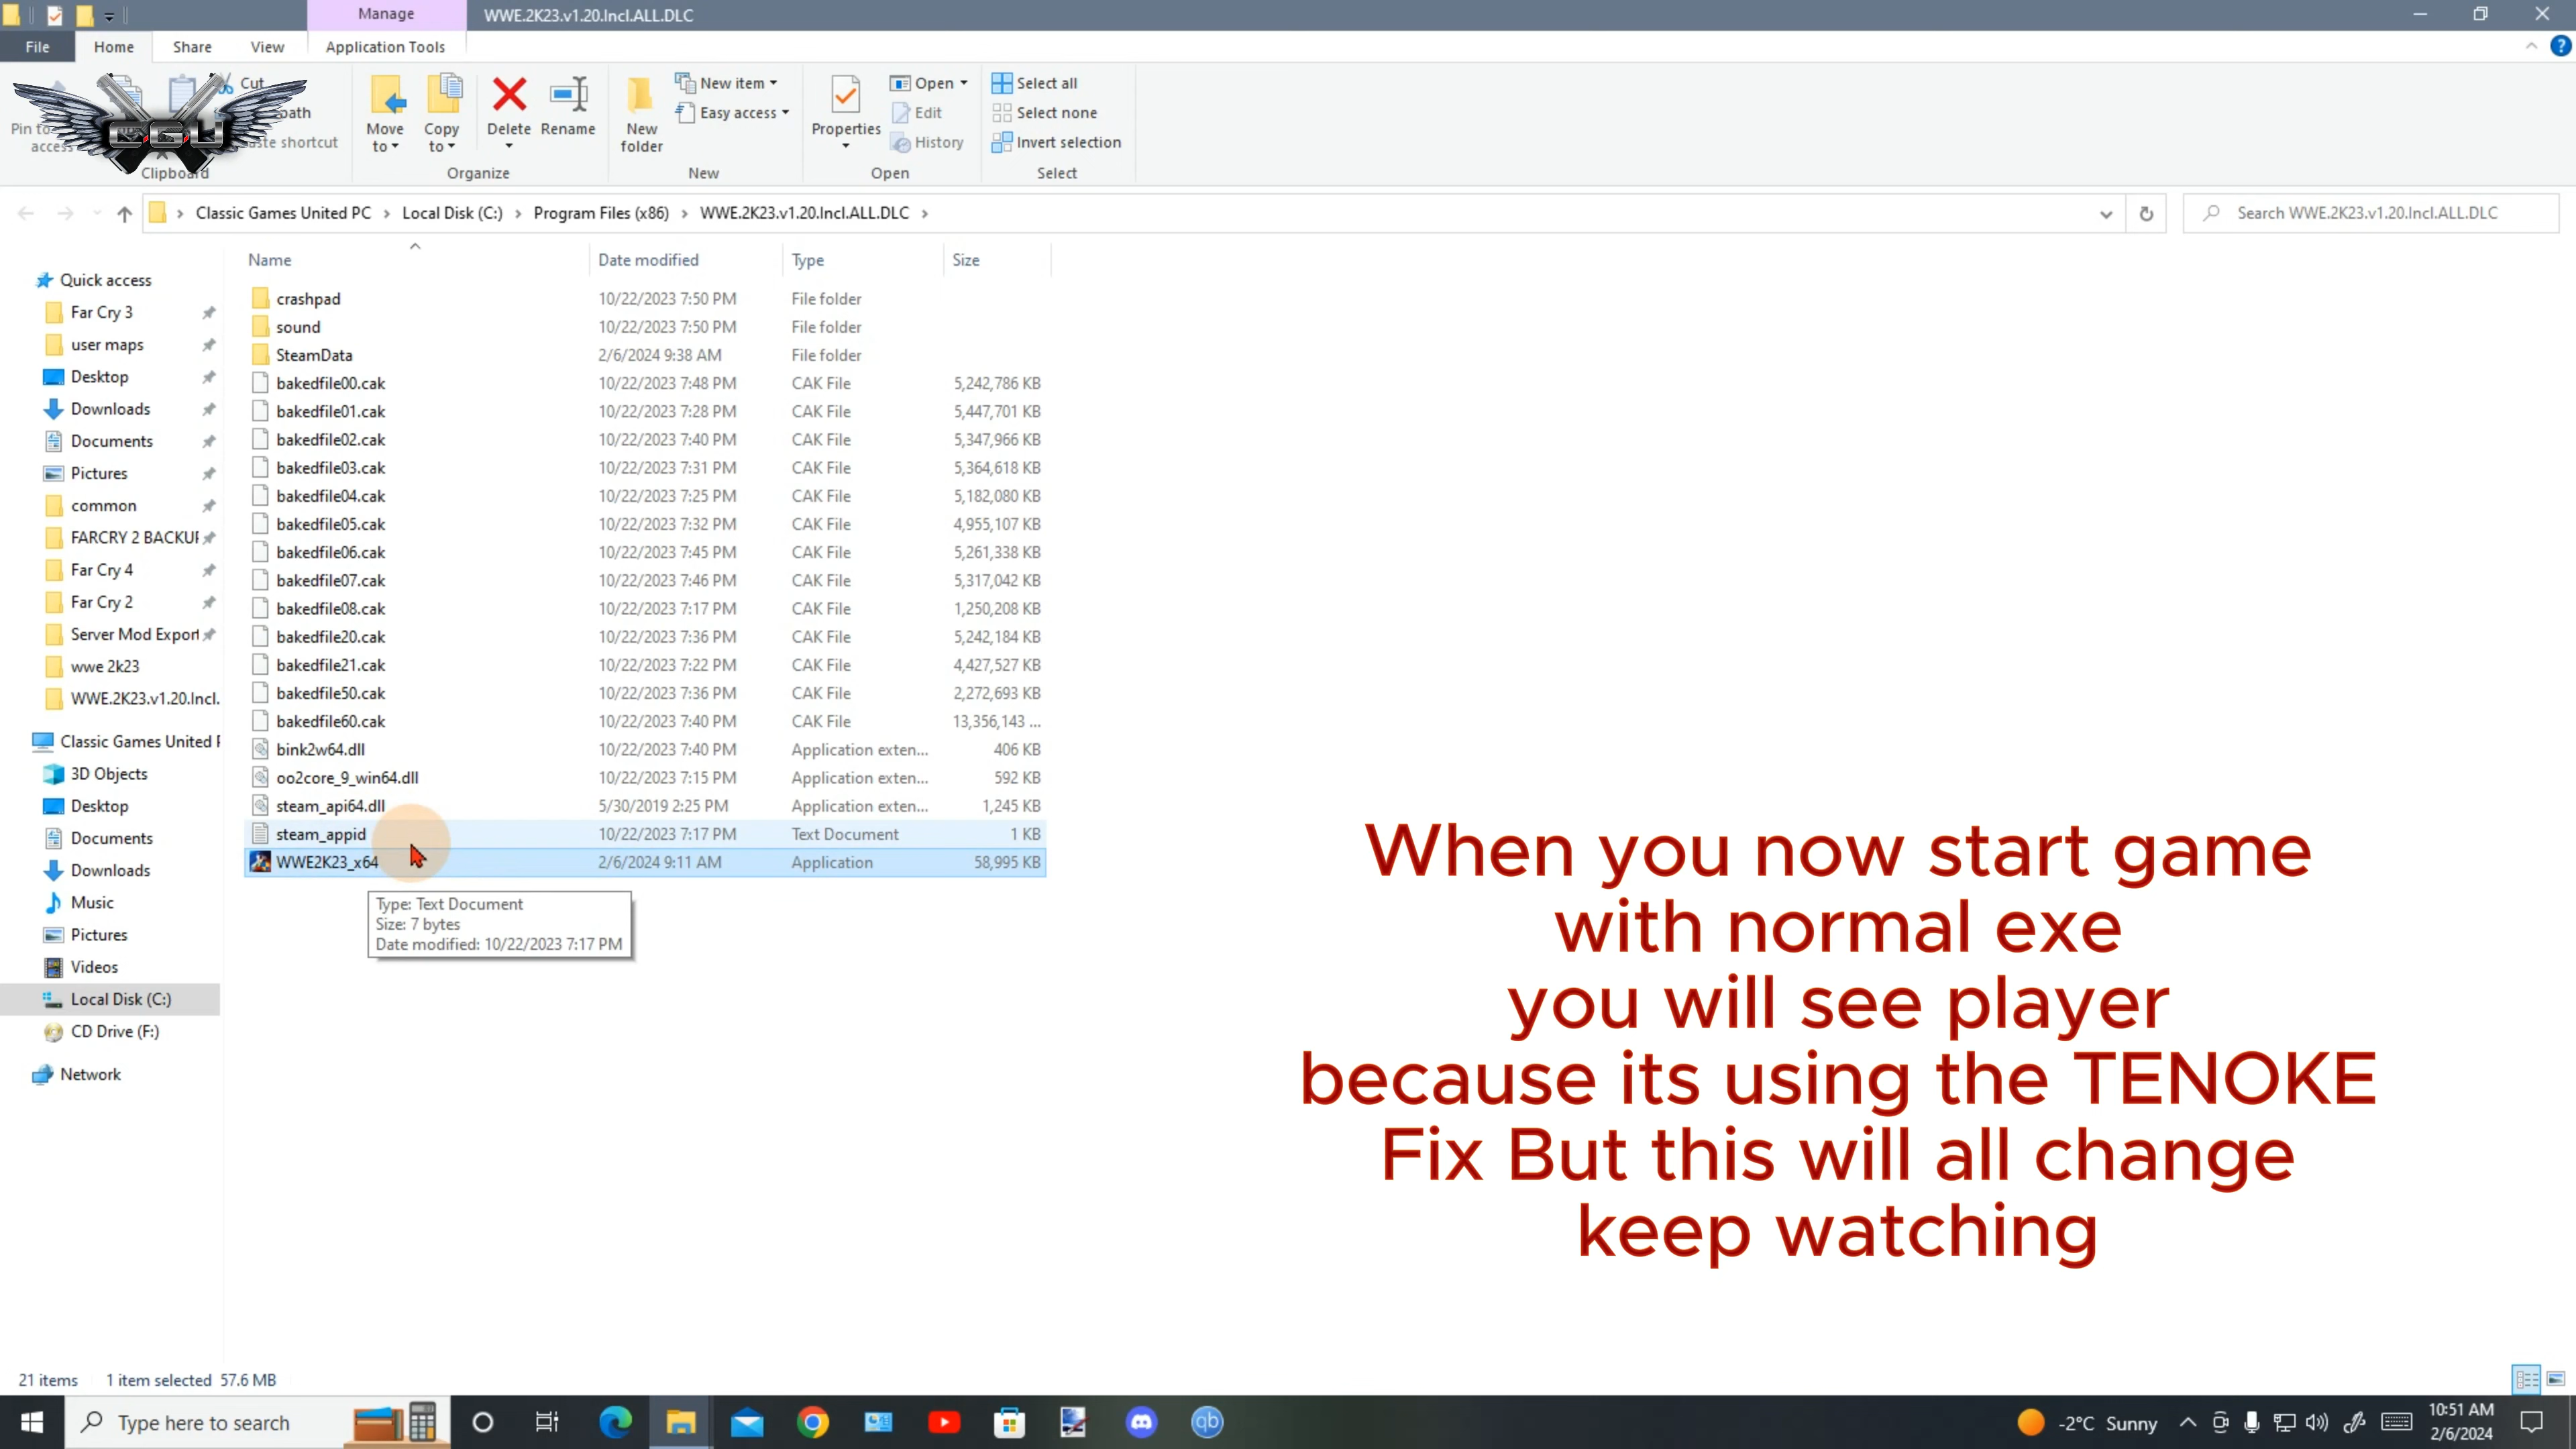 Manage
WWE.2K23.v1.20.Incl.ALL.DLC
File
Home
Share
View
Application Tools
Cut
Move to
Copy to
Delete
Rename
New folder
New item
Easy access
Properties
Open
Edit
History
Select all
Select none
Invert selection
Clipboard
Organize
New
Open
Select
C.G.U
Classic Games United PC > Local Disk (C:) > Program Files (x86) > WWE.2K23.v1.20.Incl.ALL.DLC >
Search WWE.2K23.v1.20.Incl.ALL.DLC
Quick access
Far Cry 3
user maps
Desktop
Downloads
Documents
Pictures
common
FARCRY 2 BACKUP
Far Cry 4
Far Cry 2
Server Mod Export
wwe 2k23
WWE.2K23.v1.20.Incl.
Classic Games United P
3D Objects
Desktop
Documents
Downloads
Music
Pictures
Videos
Local Disk (C:)
CD Drive (F:)
Network
Name Date modified Type Size
crashpad 10/22/2023 7:50 PM File folder
sound 10/22/2023 7:50 PM File folder
SteamData 2/6/2024 9:38 AM File folder
bakedfile00.cak 10/22/2023 7:48 PM CAK File 5,242,786 KB
bakedfile01.cak 10/22/2023 7:28 PM CAK File 5,447,701 KB
bakedfile02.cak 10/22/2023 7:40 PM CAK File 5,347,966 KB
bakedfile03.cak 10/22/2023 7:31 PM CAK File 5,364,618 KB
bakedfile04.cak 10/22/2023 7:25 PM CAK File 5,182,080 KB
bakedfile05.cak 10/22/2023 7:32 PM CAK File 4,955,107 KB
bakedfile06.cak 10/22/2023 7:45 PM CAK File 5,261,338 KB
bakedfile07.cak 10/22/2023 7:46 PM CAK File 5,317,042 KB
bakedfile08.cak 10/22/2023 7:17 PM CAK File 1,250,208 KB
bakedfile20.cak 10/22/2023 7:36 PM CAK File 5,242,184 KB
bakedfile21.cak 10/22/2023 7:22 PM CAK File 4,427,527 KB
bakedfile50.cak 10/22/2023 7:36 PM CAK File 2,272,693 KB
bakedfile60.cak 10/22/2023 7:40 PM CAK File 13,356,143 ...
bink2w64.dll 10/22/2023 7:40 PM Application exten... 406 KB
oo2core_9_win64.dll 10/22/2023 7:15 PM Application exten... 592 KB
steam_api64.dll 5/30/2019 2:25 PM Application exten... 1,245 KB
steam_appid 10/22/2023 7:17 PM Text Document 1 KB
WWE2K23_x64 2/6/2024 9:11 AM Application 58,995 KB
Type: Text Document
Size: 7 bytes
Date modified: 10/22/2023 7:17 PM
When you now start game
with normal exe
you will see player
because its using the TENOKE
Fix But this will all change
keep watching
21 items 1 item selected 57.6 MB
Type here to search
qb
-2°C Sunny
10:51 AM
2/6/2024